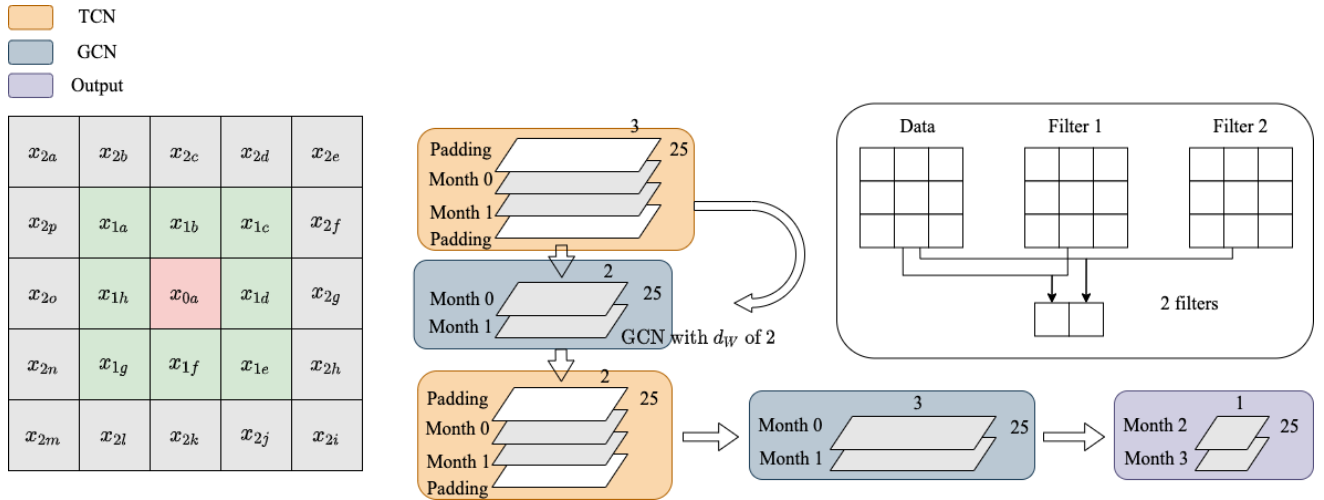 TCN
GCN
Output
x2a x2b x2c x2d x2e
x2p x1a x1b x1c x2f
x2o x1h x0a x1d x2g
x2n x1g x1f x1e x2h
x2m x2l x2k x2j x2i
3
Padding
25
Month 0
Month 1
Padding
2
Month 0
25
Month 1
GCN with dW of 2
2
Padding
25
Month 0
Month 1
Padding
3
Month 0
25
Month 1
1
Month 2
25
Month 3
Data Filter 1 Filter 2
2 filters